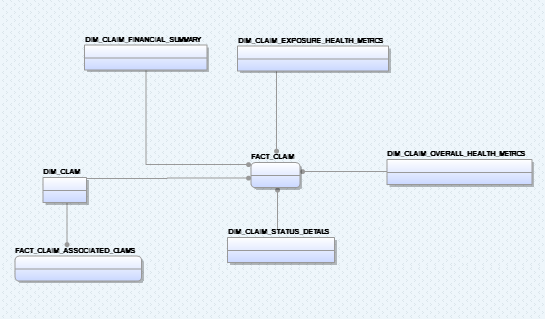 DIM_CLAIM_FINANCIAL_SUMMARY
DIM_CLAIM_EXPOSURE_HEALTH_METRICS
FACT_CLAIM
DIM_CLAIM_OVERALL_HEALTH_METRICS
DIM_CLAIM
DIM_CLAIM_STATUS_DETAILS
FACT_CLAIM_ASSOCIATED_CLAIMS